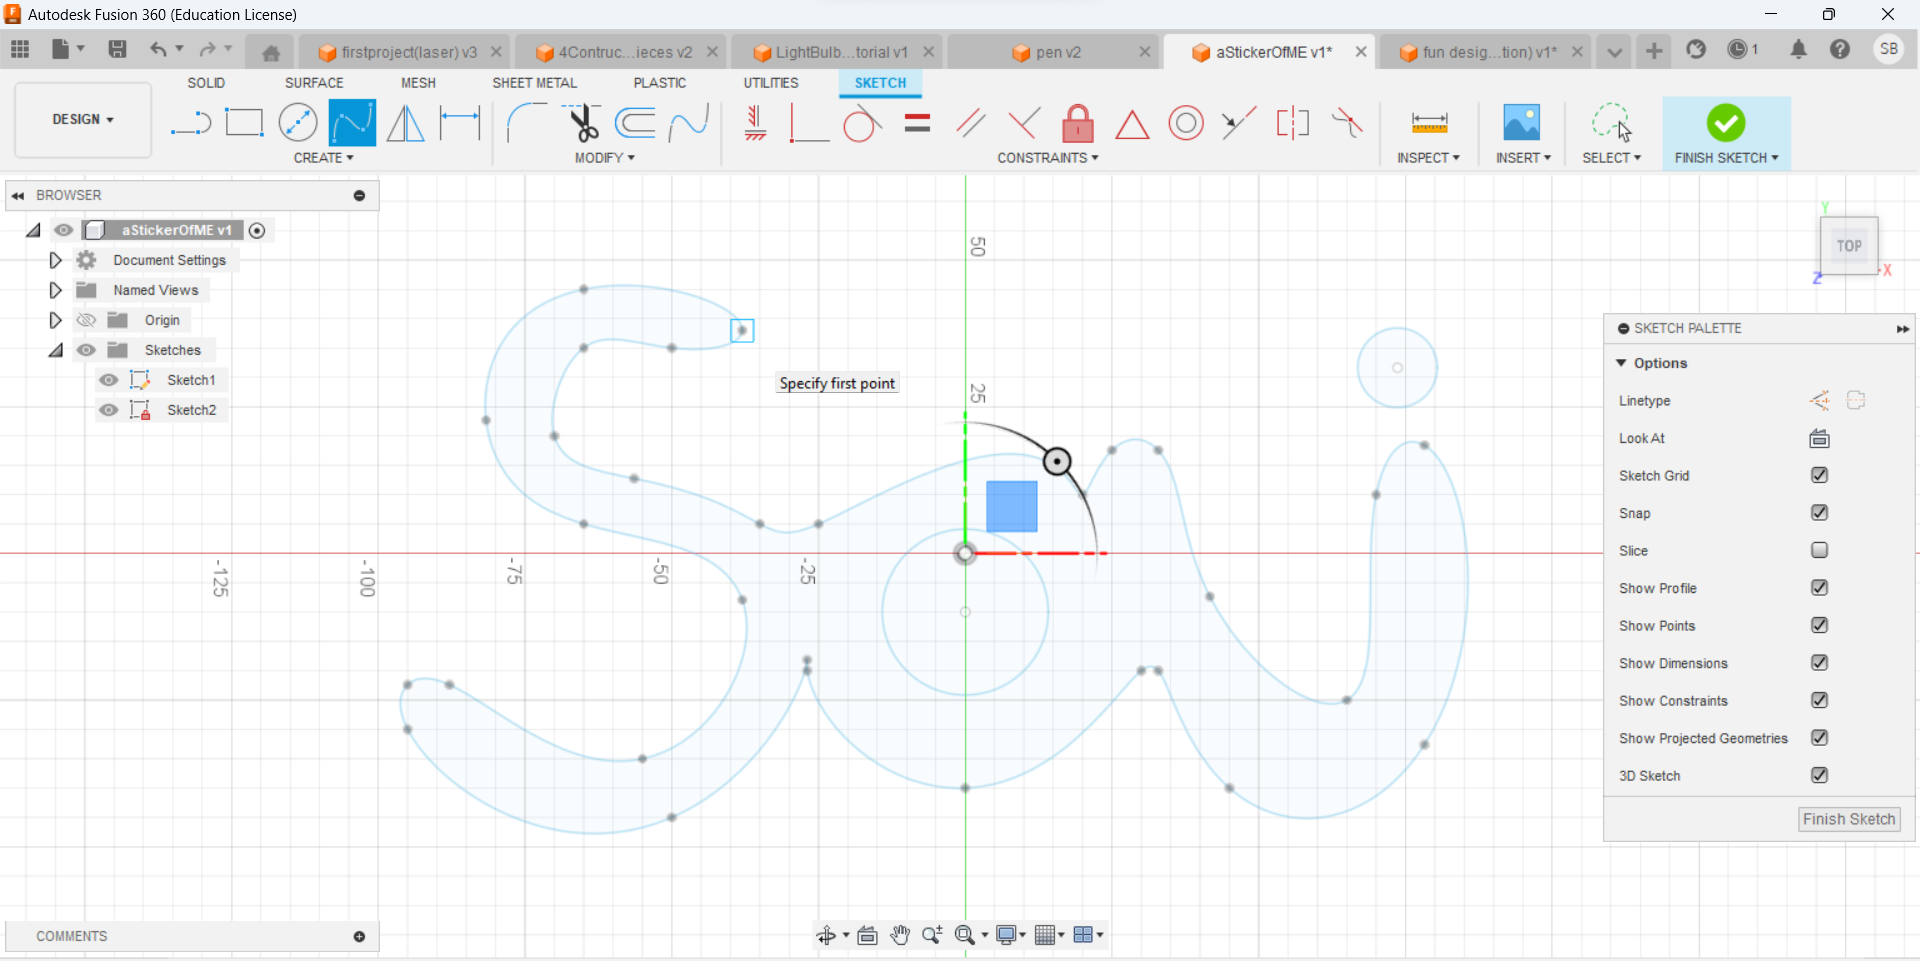 Autodesk Fusion 360 (Education License)
firstproject(laser) v3
4Contruc...ieces v2
LightBulb...torial v1
pen v2
aStickerOfME v1*
fun desig...tion) v1*
1
SB
SOLID
SURFACE
MESH
SHEET METAL
PLASTIC
UTILITIES
SKETCH
DESIGN
CREATE
MODIFY
CONSTRAINTS
INSPECT
INSERT
SELECT
FINISH SKETCH
BROWSER
aStickerOfME v1
Document Settings
Named Views
Origin
Sketches
Sketch1
Sketch2
50
Y
TOP
X
Z
Specify first point
25
-125
-100
-75
-50
-25
SKETCH PALETTE
Options
Linetype
Look At
Sketch Grid
Snap
Slice
Show Profile
Show Points
Show Dimensions
Show Constraints
Show Projected Geometries
3D Sketch
Finish Sketch
COMMENTS